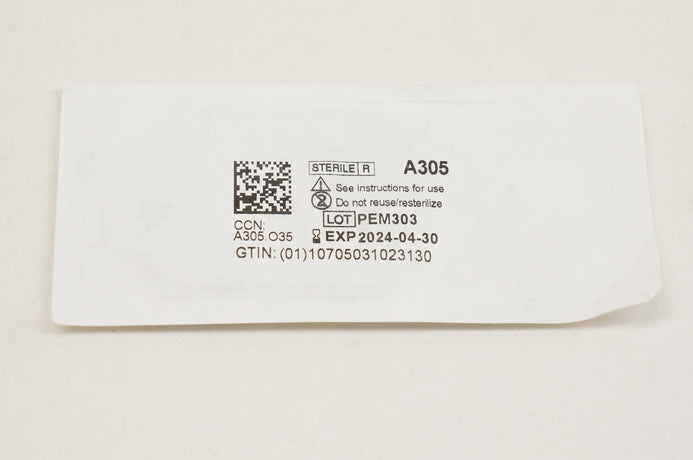 STERILE R A305
See instructions for use
Do not reuse/resterilize
LOT PEM303
CCN:
A305.O35 EXP 2024-04-30
GTIN: (01)10705031023130